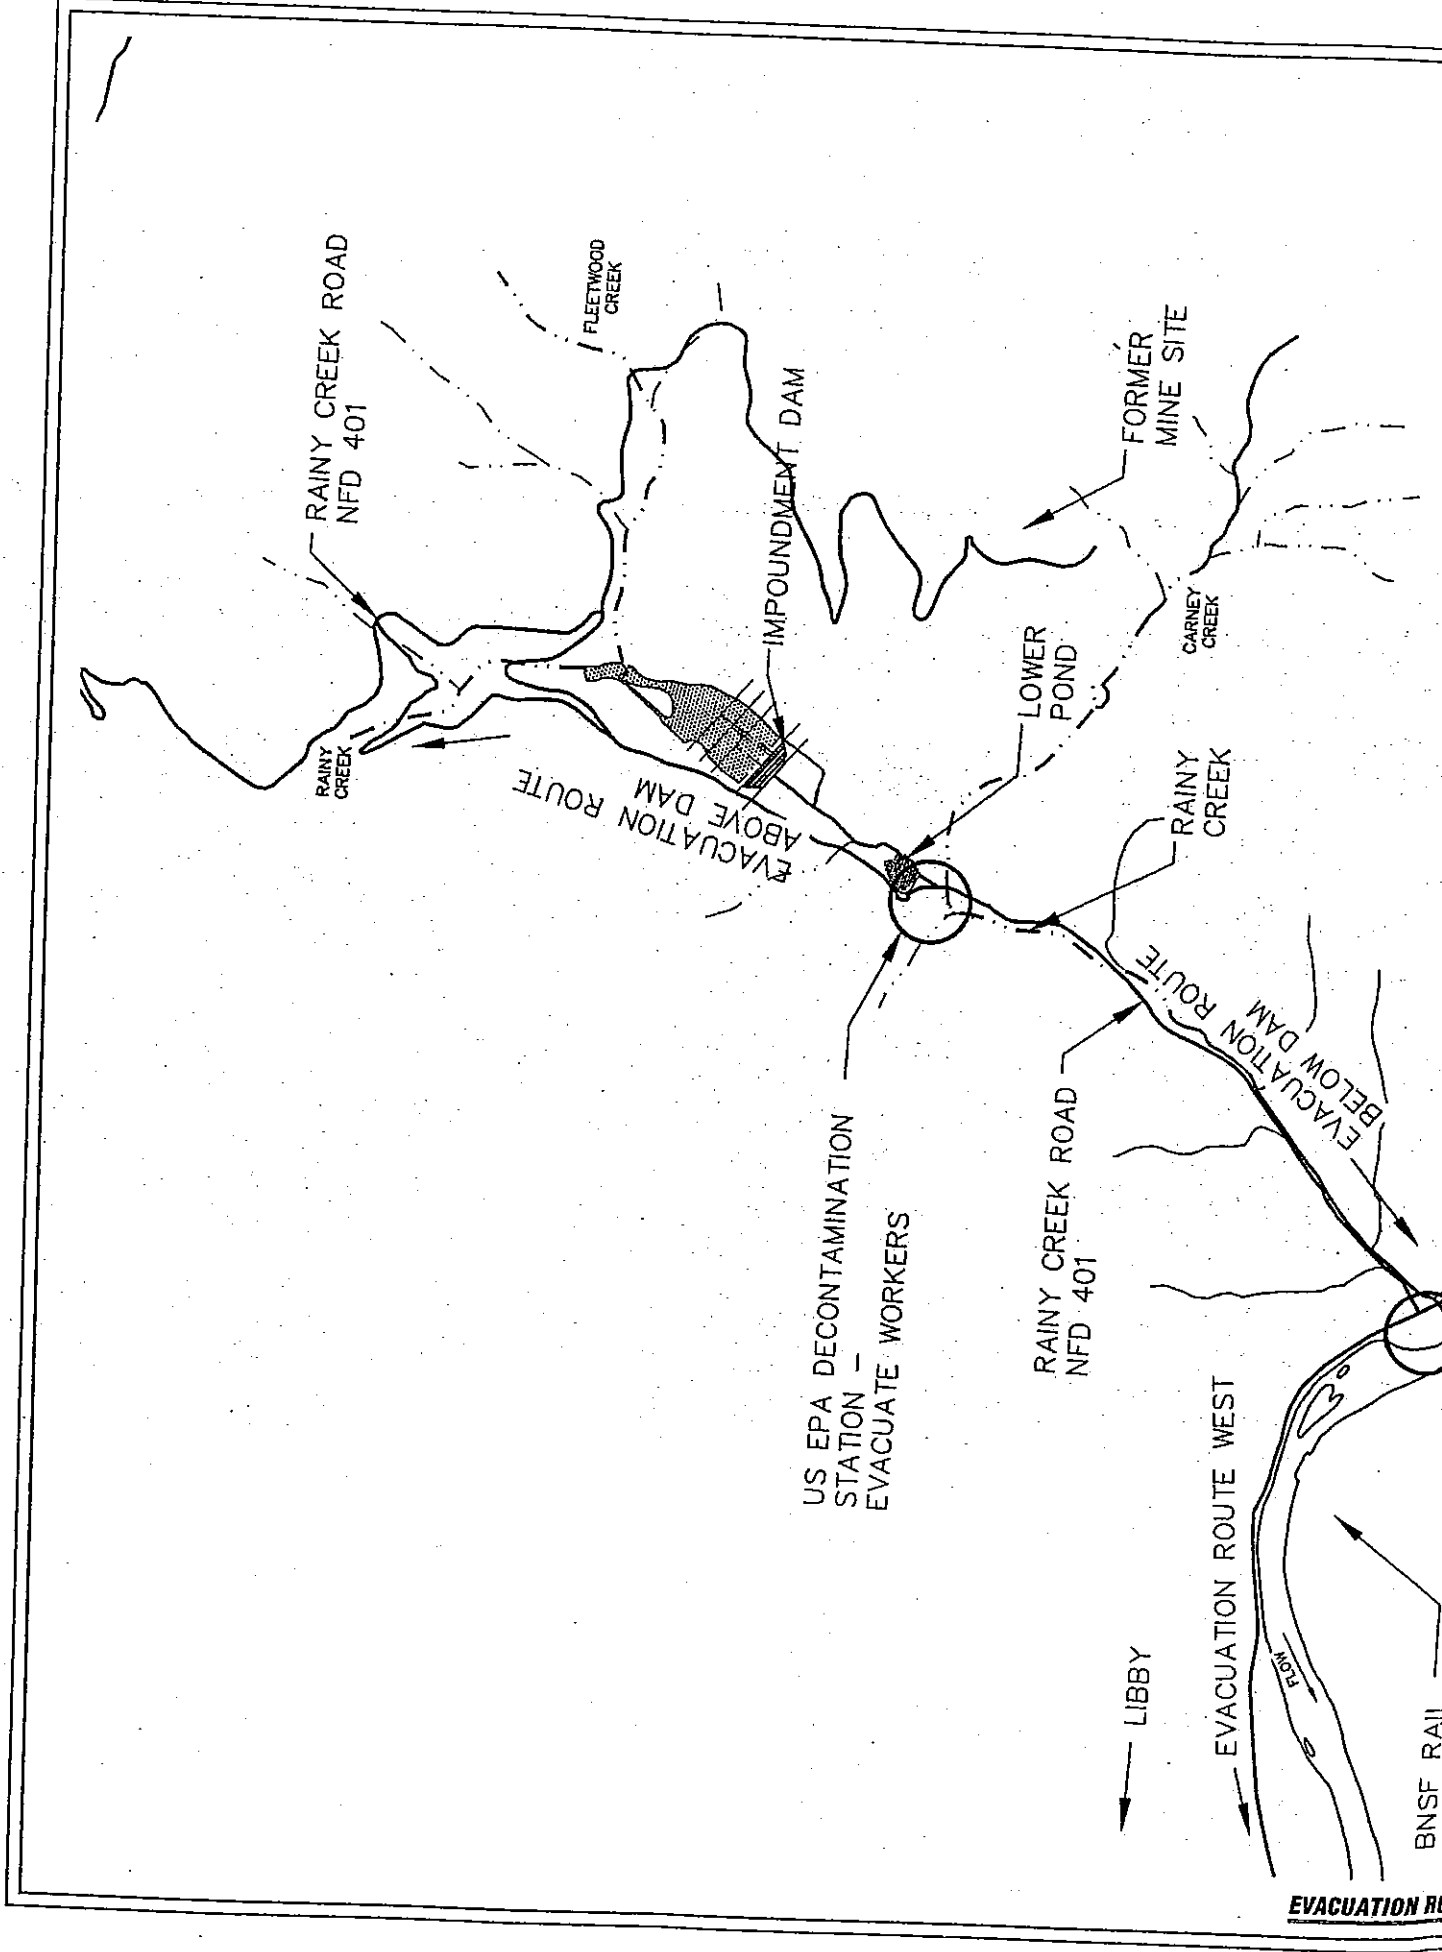 RAINY CREEK ROAD
NFD 401
FLEETWOOD
CREEK
RAINY
CREEK
IMPOUNDMENT DAM
FORMER
MINE SITE
EVACUATION ROUTE
ABOVE DAM
LOWER
POND
CARNEY
CREEK
RAINY
CREEK
US EPA DECONTAMINATION
STATION –
EVACUATE WORKERS
RAINY CREEK ROAD
NFD 401
EVACUATION ROUTE
BELOW DAM
LIBBY
EVACUATION ROUTE WEST
FLOW
BNSF RAIL
EVACUATION